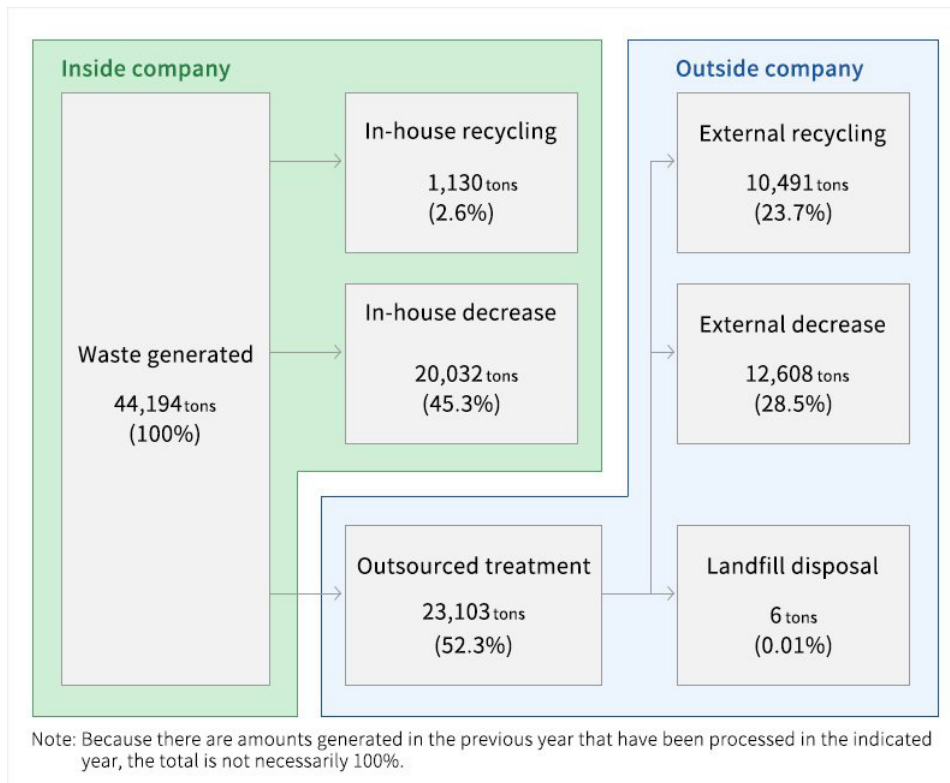 Inside company
Outside company
Waste generated
44,194 tons
(100%)
In-house recycling
1,130 tons
(2.6%)
In-house decrease
20,032 tons
(45.3%)
Outsourced treatment
23,103 tons
(52.3%)
External recycling
10,491 tons
(23.7%)
External decrease
12,608 tons
(28.5%)
Landfill disposal
6 tons
(0.01%)
Note: Because there are amounts generated in the previous year that have been processed in the indicated
year, the total is not necessarily 100%.